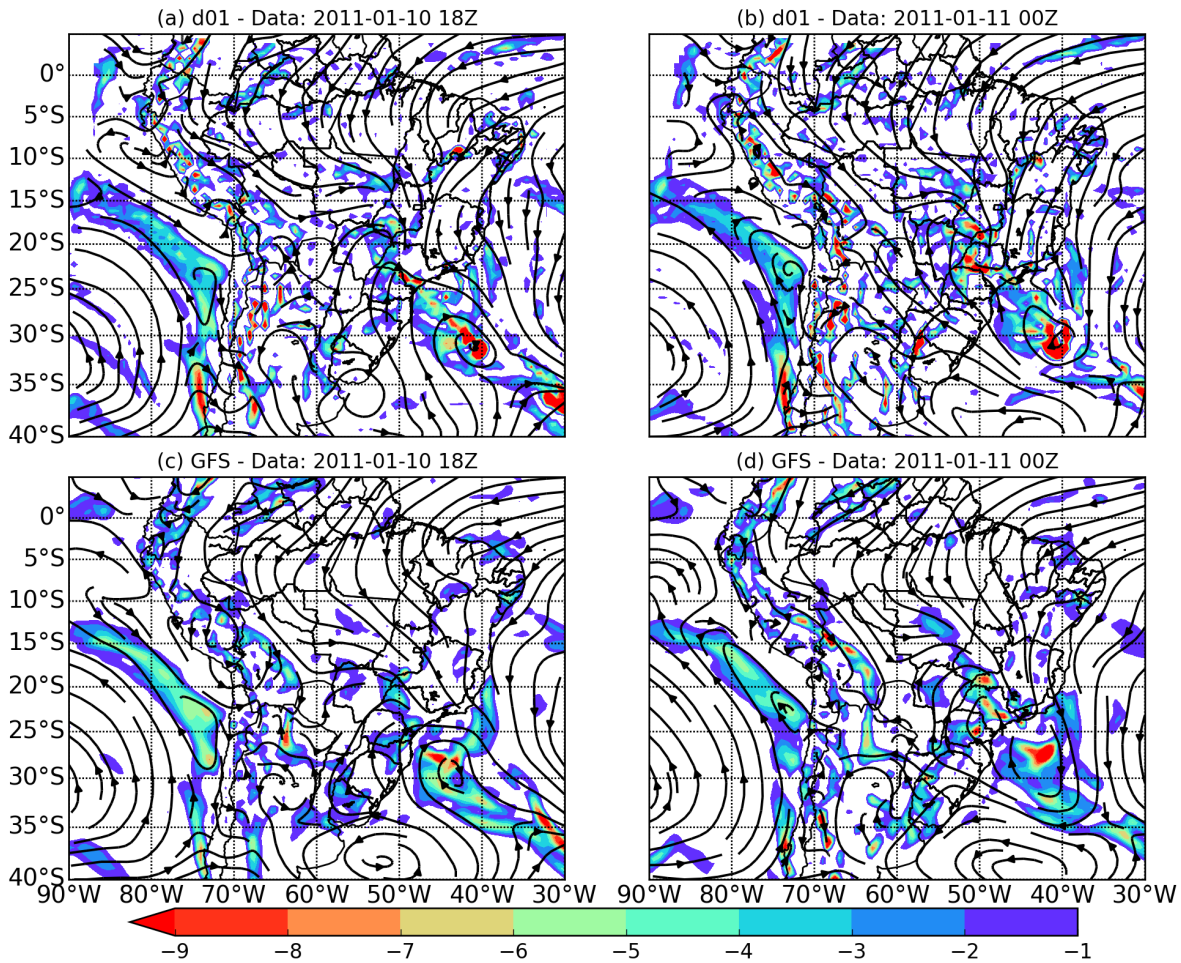 (a) d01 - Data: 2011-01-10 18Z
(b) d01 - Data: 2011-01-11 00Z
0°
5°S
10°S
15°S
20°S
25°S
30°S
35°S
40°S
(c) GFS - Data: 2011-01-10 18Z
(d) GFS - Data: 2011-01-11 00Z
0°
5°S
10°S
15°S
20°S
25°S
30°S
35°S
40°S
90°W 80°W 70°W 60°W 50°W 40°W 30°W
90°W 80°W 70°W 60°W 50°W 40°W 30°W
−9 −8 −7 −6 −5 −4 −3 −2 −1